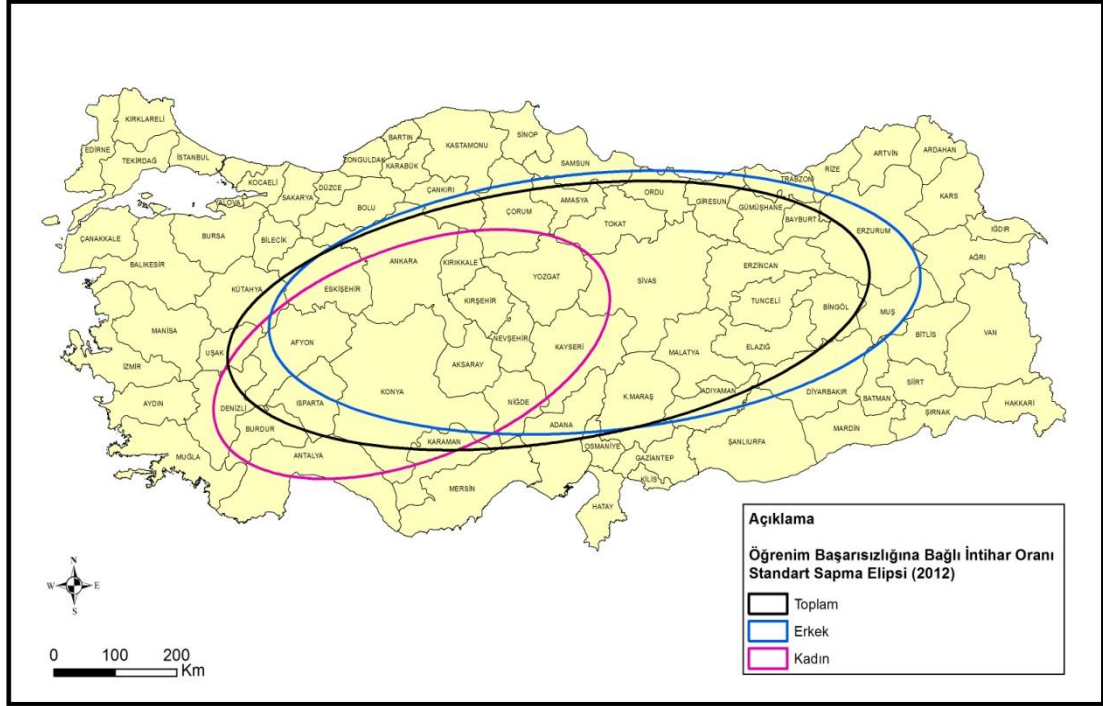 KIRKLARELİ
EDİRNE
TEKİRDAĞ
İSTANBUL
KOCAELİ
YALOVA
SAKARYA
DÜZCE
ZONGULDAK
BARTIN
KARABÜK
KASTAMONU
SİNOP
SAMSUN
ÇANKIRI
BOLU
ÇORUM
AMASYA
ORDU
TOKAT
GİRESUN
GÜMÜŞHANE
TRABZON
BAYBURT
RİZE
ARTVİN
ARDAHAN
KARS
ERZURUM
IĞDIR
AĞRI
ÇANAKKALE
BURSA
BİLECİK
BALIKESİR
KÜTAHYA
ESKİŞEHİR
ANKARA
KIRIKKALE
YOZGAT
SİVAS
ERZİNCAN
TUNCELİ
BİNGÖL
MUŞ
BİTLİS
VAN
KIRŞEHİR
MANİSA
UŞAK
AFYON
NEVŞEHİR
KAYSERİ
AKSARAY
MALATYA
ELAZIĞ
İZMİR
AYDIN
DENİZLİ
ISPARTA
KONYA
NİĞDE
K.MARAŞ
ADIYAMAN
DİYARBAKIR
BATMAN
SİİRT
ŞIRNAK
HAKKARİ
MARDİN
BURDUR
MUĞLA
ANTALYA
KARAMAN
MERSİN
ADANA
OSMANİYE
GAZİANTEP
KİLİS
ŞANLIURFA
HATAY
N
W
E
S
0 100 200
Km
Açıklama
Öğrenim Başarısızlığına Bağlı İntihar Oranı
Standart Sapma Elipsi (2012)
Toplam
Erkek
Kadın